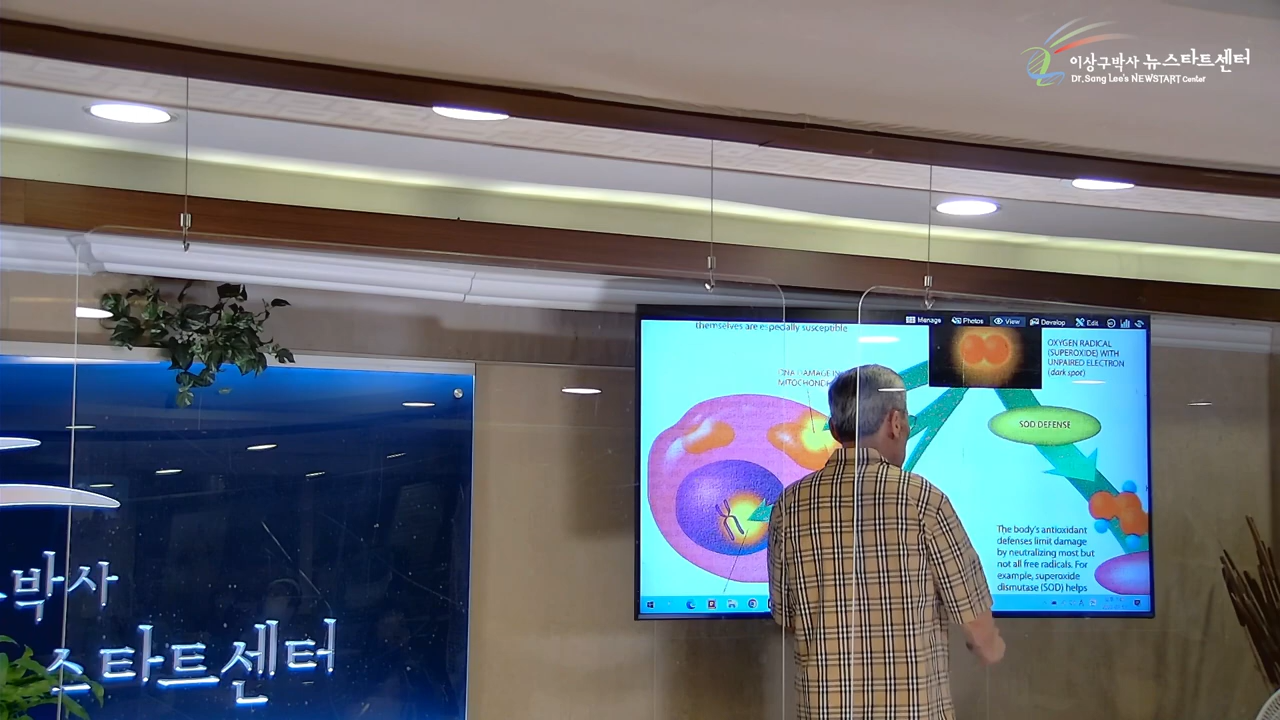 이상구박사 뉴스타트센터
Dr. Sang Lee's NEWSTART Center
Manage Photos View Develop Edit
themselves are especially susceptible
OXYGEN RADICAL
(SUPEROXIDE) WITH
UNPAIRED ELECTRON
(dark spot)
DNA DAMAGE IN
MITOCHOND
SOD DEFENSE
The body's antioxidant
defenses limit damage
by neutralizing most but
not all free radicals. For
example, superoxide
dismutase (SOD) helps
박사
스타트센터